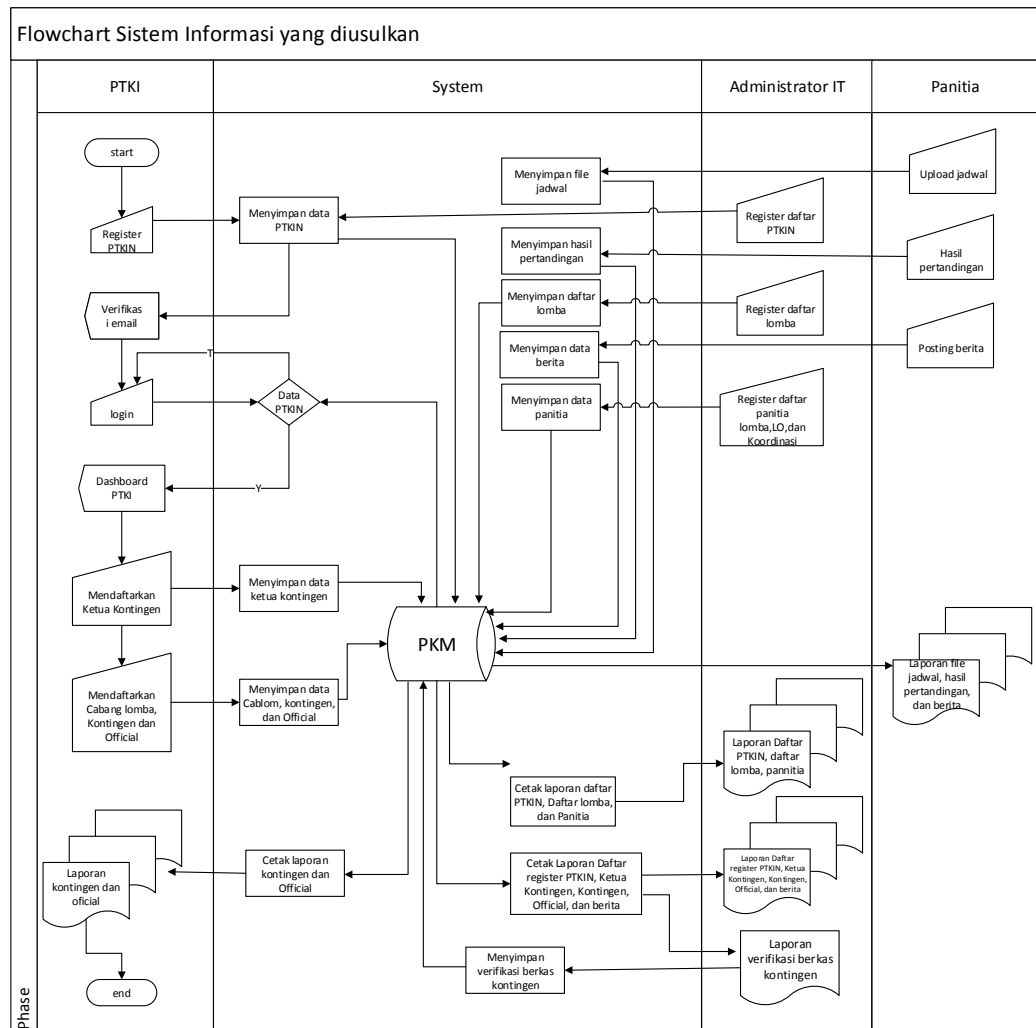 Flowchart Sistem Informasi yang diusulkan
PTKI
System
Administrator IT
Panitia
start
Register
PTKIN
Menyimpan data
PTKIN
Menyimpan file
jadwal
Upload jadwal
Register daftar
PTKIN
Menyimpan hasil
pertandingan
Hasil
pertandingan
Verifikas
i email
Menyimpan daftar
lomba
Register daftar
lomba
Menyimpan data
berita
Posting berita
T
login
Data
PTKIN
Menyimpan data
panitia
Register daftar
panitia
lomba,LO,dan
Koordinasi
Dashboard
PTKI
Y
Mendaftarkan
Ketua Kontingen
Menyimpan data
ketua kontingen
PKM
Mendaftarkan
Cabang lomba,
Kontingen dan
Official
Menyimpan data
Cablom, kontingen,
dan Official
Laporan file
jadwal, hasil
pertandingan,
dan berita
Cetak laporan daftar
PTKIN, Daftar lomba,
dan Panitia
Laporan Daftar
PTKIN, daftar
lomba, pannitia
Laporan
kontingen dan
oficial
Cetak laporan
kontingen dan
Official
Cetak Laporan Daftar
register PTKIN, Ketua
Kontingen, Kontingen,
Official, dan berita
Laporan Daftar
register PTKIN, Ketua
Kontingen, Kontingen,
Official, dan berita
Menyimpan
verifikasi berkas
kontingen
Laporan
verifikasi berkas
kontingen
end
Phase